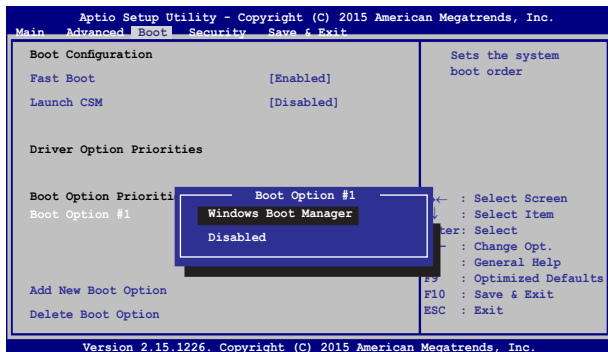 Aptio Setup Utility - Copyright (C) 2015 American Megatrends, Inc.
Main Advanced Boot Security Save & Exit
Boot Configuration
Fast Boot [Enabled]
Launch CSM [Disabled]
Driver Option Priorities
Boot Option Prioriti
Boot Option #1
Add New Boot Option
Delete Boot Option
Boot Option #1
Windows Boot Manager
Disabled
Sets the system
boot order
→← : Select Screen
↓ : Select Item
ter: Select
– : Change Opt.
: General Help
F9 : Optimized Defaults
F10 : Save & Exit
ESC : Exit
Version 2.15.1226. Copyright (C) 2015 American Megatrends, Inc.